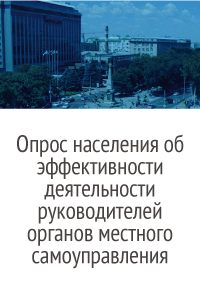 Опрос населения об
эффективности
деятельности
руководителей
органов местного
самоуправления